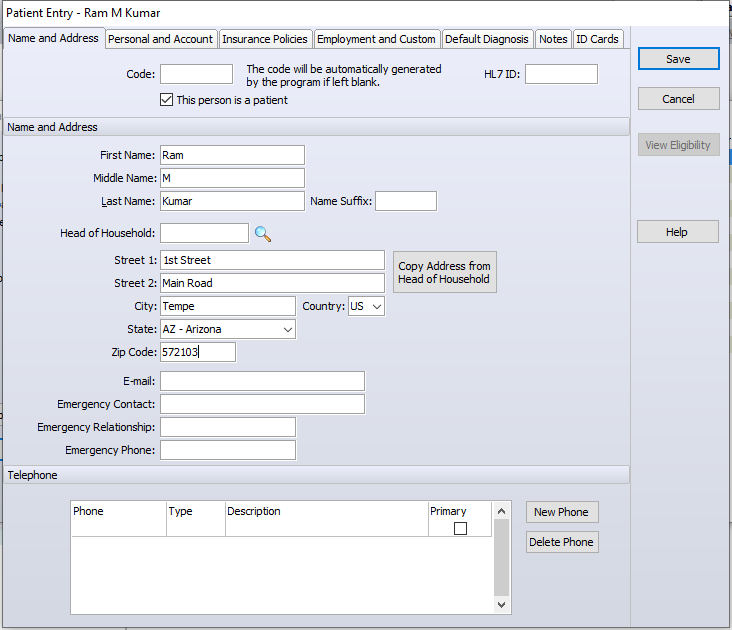 Patient Entry - Ram M Kumar
Name and Address Personal and Account Insurance Policies Employment and Custom Default Diagnosis Notes ID Cards
Save
Code: The code will be automatically generated HL7 ID:
by the program if left blank.
Cancel
This person is a patient
Name and Address
View Eligibility
First Name: Ram
Middle Name: M
Last Name: Kumar Name Suffix:
Head of Household:
Help
Street 1: 1st Street
Copy Address from
Head of Household
Street 2: Main Road
City: Tempe Country: US
State: AZ - Arizona
Zip Code: 572103
E-mail:
Emergency Contact:
Emergency Relationship:
Emergency Phone:
Telephone
Phone Type Description Primary
New Phone
Delete Phone